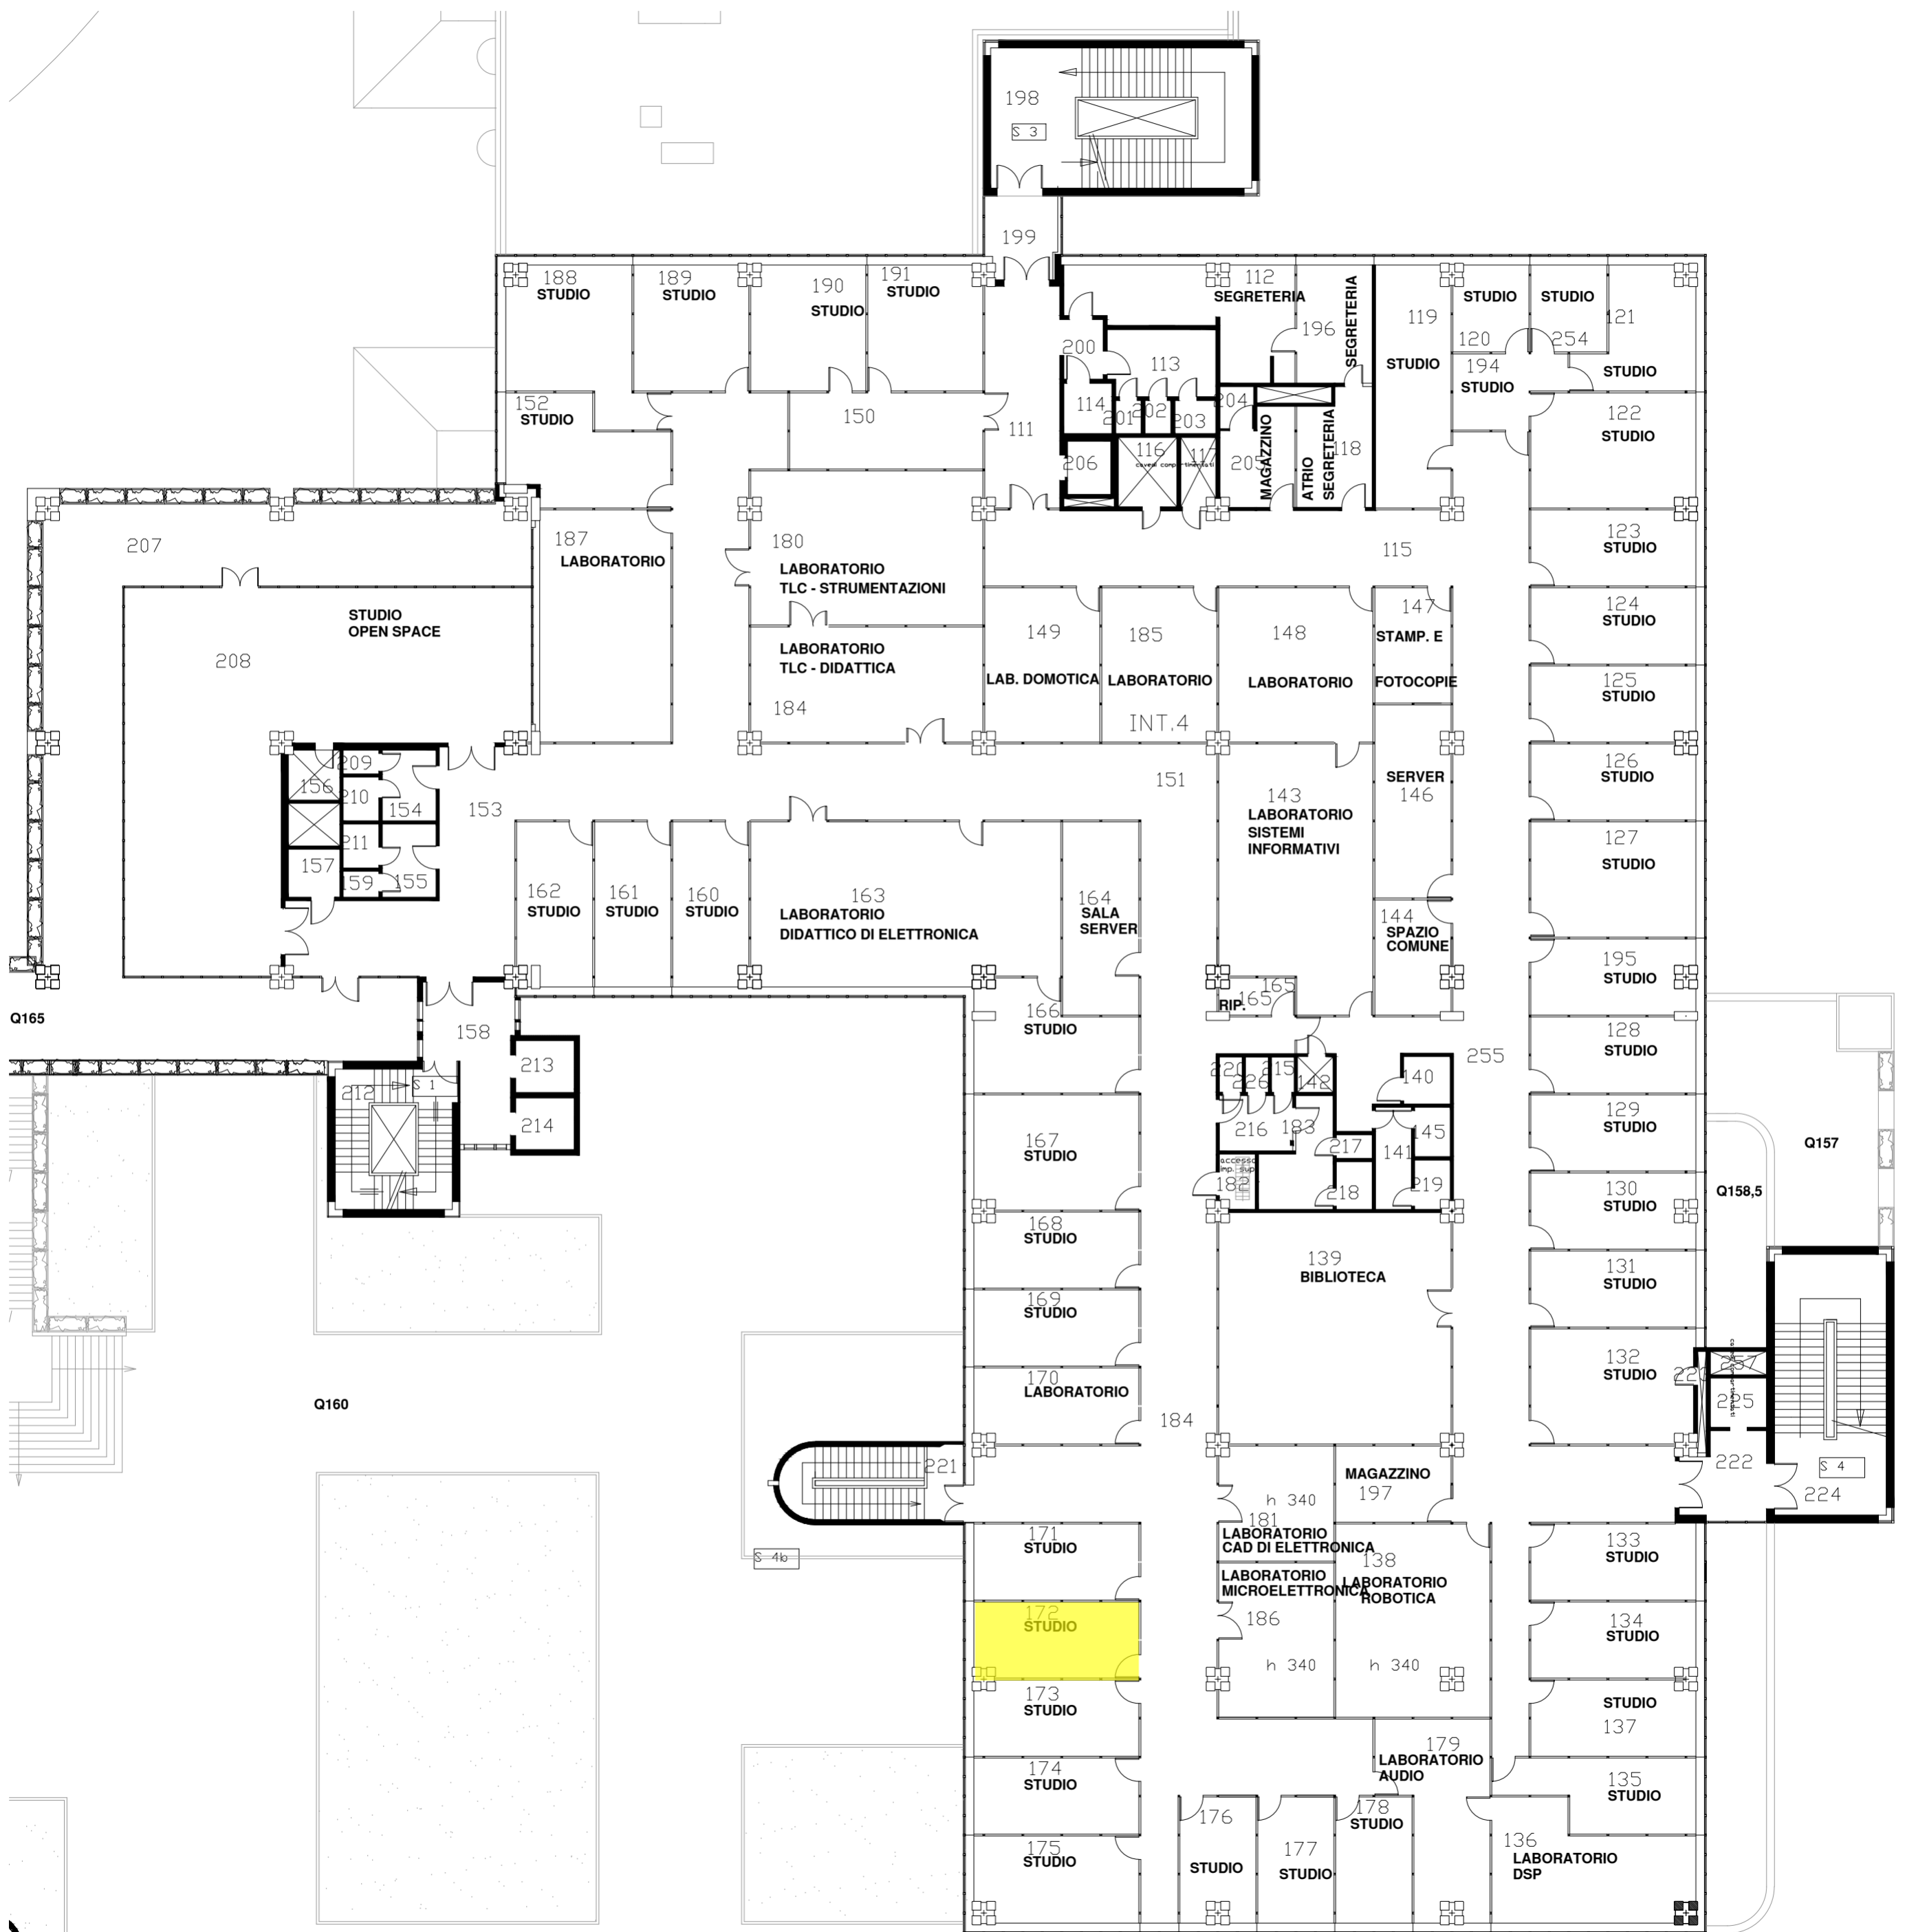 198
S 3
199
188
STUDIO
189
STUDIO
190
STUDIO
191
STUDIO
112
SEGRETERIA
196
SEGRETERIA
119
STUDIO
STUDIO
120
STUDIO
254
121
STUDIO
194
STUDIO
200
113
114
201
202
203
204
205
MAGAZZINO
ATRIO
SEGRETERIA
118
206
116
117
152
STUDIO
150
111
122
STUDIO
207
187
LABORATORIO
180
LABORATORIO
TLC - STRUMENTAZIONI
115
123
STUDIO
STUDIO
OPEN SPACE
208
LABORATORIO
TLC - DIDATTICA
184
149
LAB. DOMOTICA
185
LABORATORIO
INT.4
148
LABORATORIO
147
STAMP. E
FOTOCOPIE
124
STUDIO
125
STUDIO
126
STUDIO
156
209
210
154
153
151
143
LABORATORIO
SISTEMI
INFORMATIVI
SERVER
146
211
157
159
155
127
STUDIO
162
STUDIO
161
STUDIO
160
STUDIO
163
LABORATORIO
DIDATTICO DI ELETTRONICA
164
SALA
SERVER
144
SPAZIO
COMUNE
195
STUDIO
Q165
158
166
STUDIO
RIP.
165
165
128
STUDIO
255
213
212
S 1
214
220
226
215
142
140
216
183
217
141
145
accesso
imp. sup
182
218
219
167
STUDIO
129
STUDIO
Q157
130
STUDIO
Q158,5
168
STUDIO
139
BIBLIOTECA
131
STUDIO
169
STUDIO
170
LABORATORIO
132
STUDIO
225
Q160
184
221
MAGAZZINO
197
222
S 4
224
h 340
181
LABORATORIO
CAD DI ELETTRONICA
171
STUDIO
S 4b
138
LABORATORIO
ROBOTICA
LABORATORIO
MICROELETTRONICA
133
STUDIO
172
STUDIO
186
134
STUDIO
h 340
h 340
173
STUDIO
STUDIO
137
179
LABORATORIO
AUDIO
174
STUDIO
135
STUDIO
176
STUDIO
177
STUDIO
178
STUDIO
175
STUDIO
136
LABORATORIO
DSP